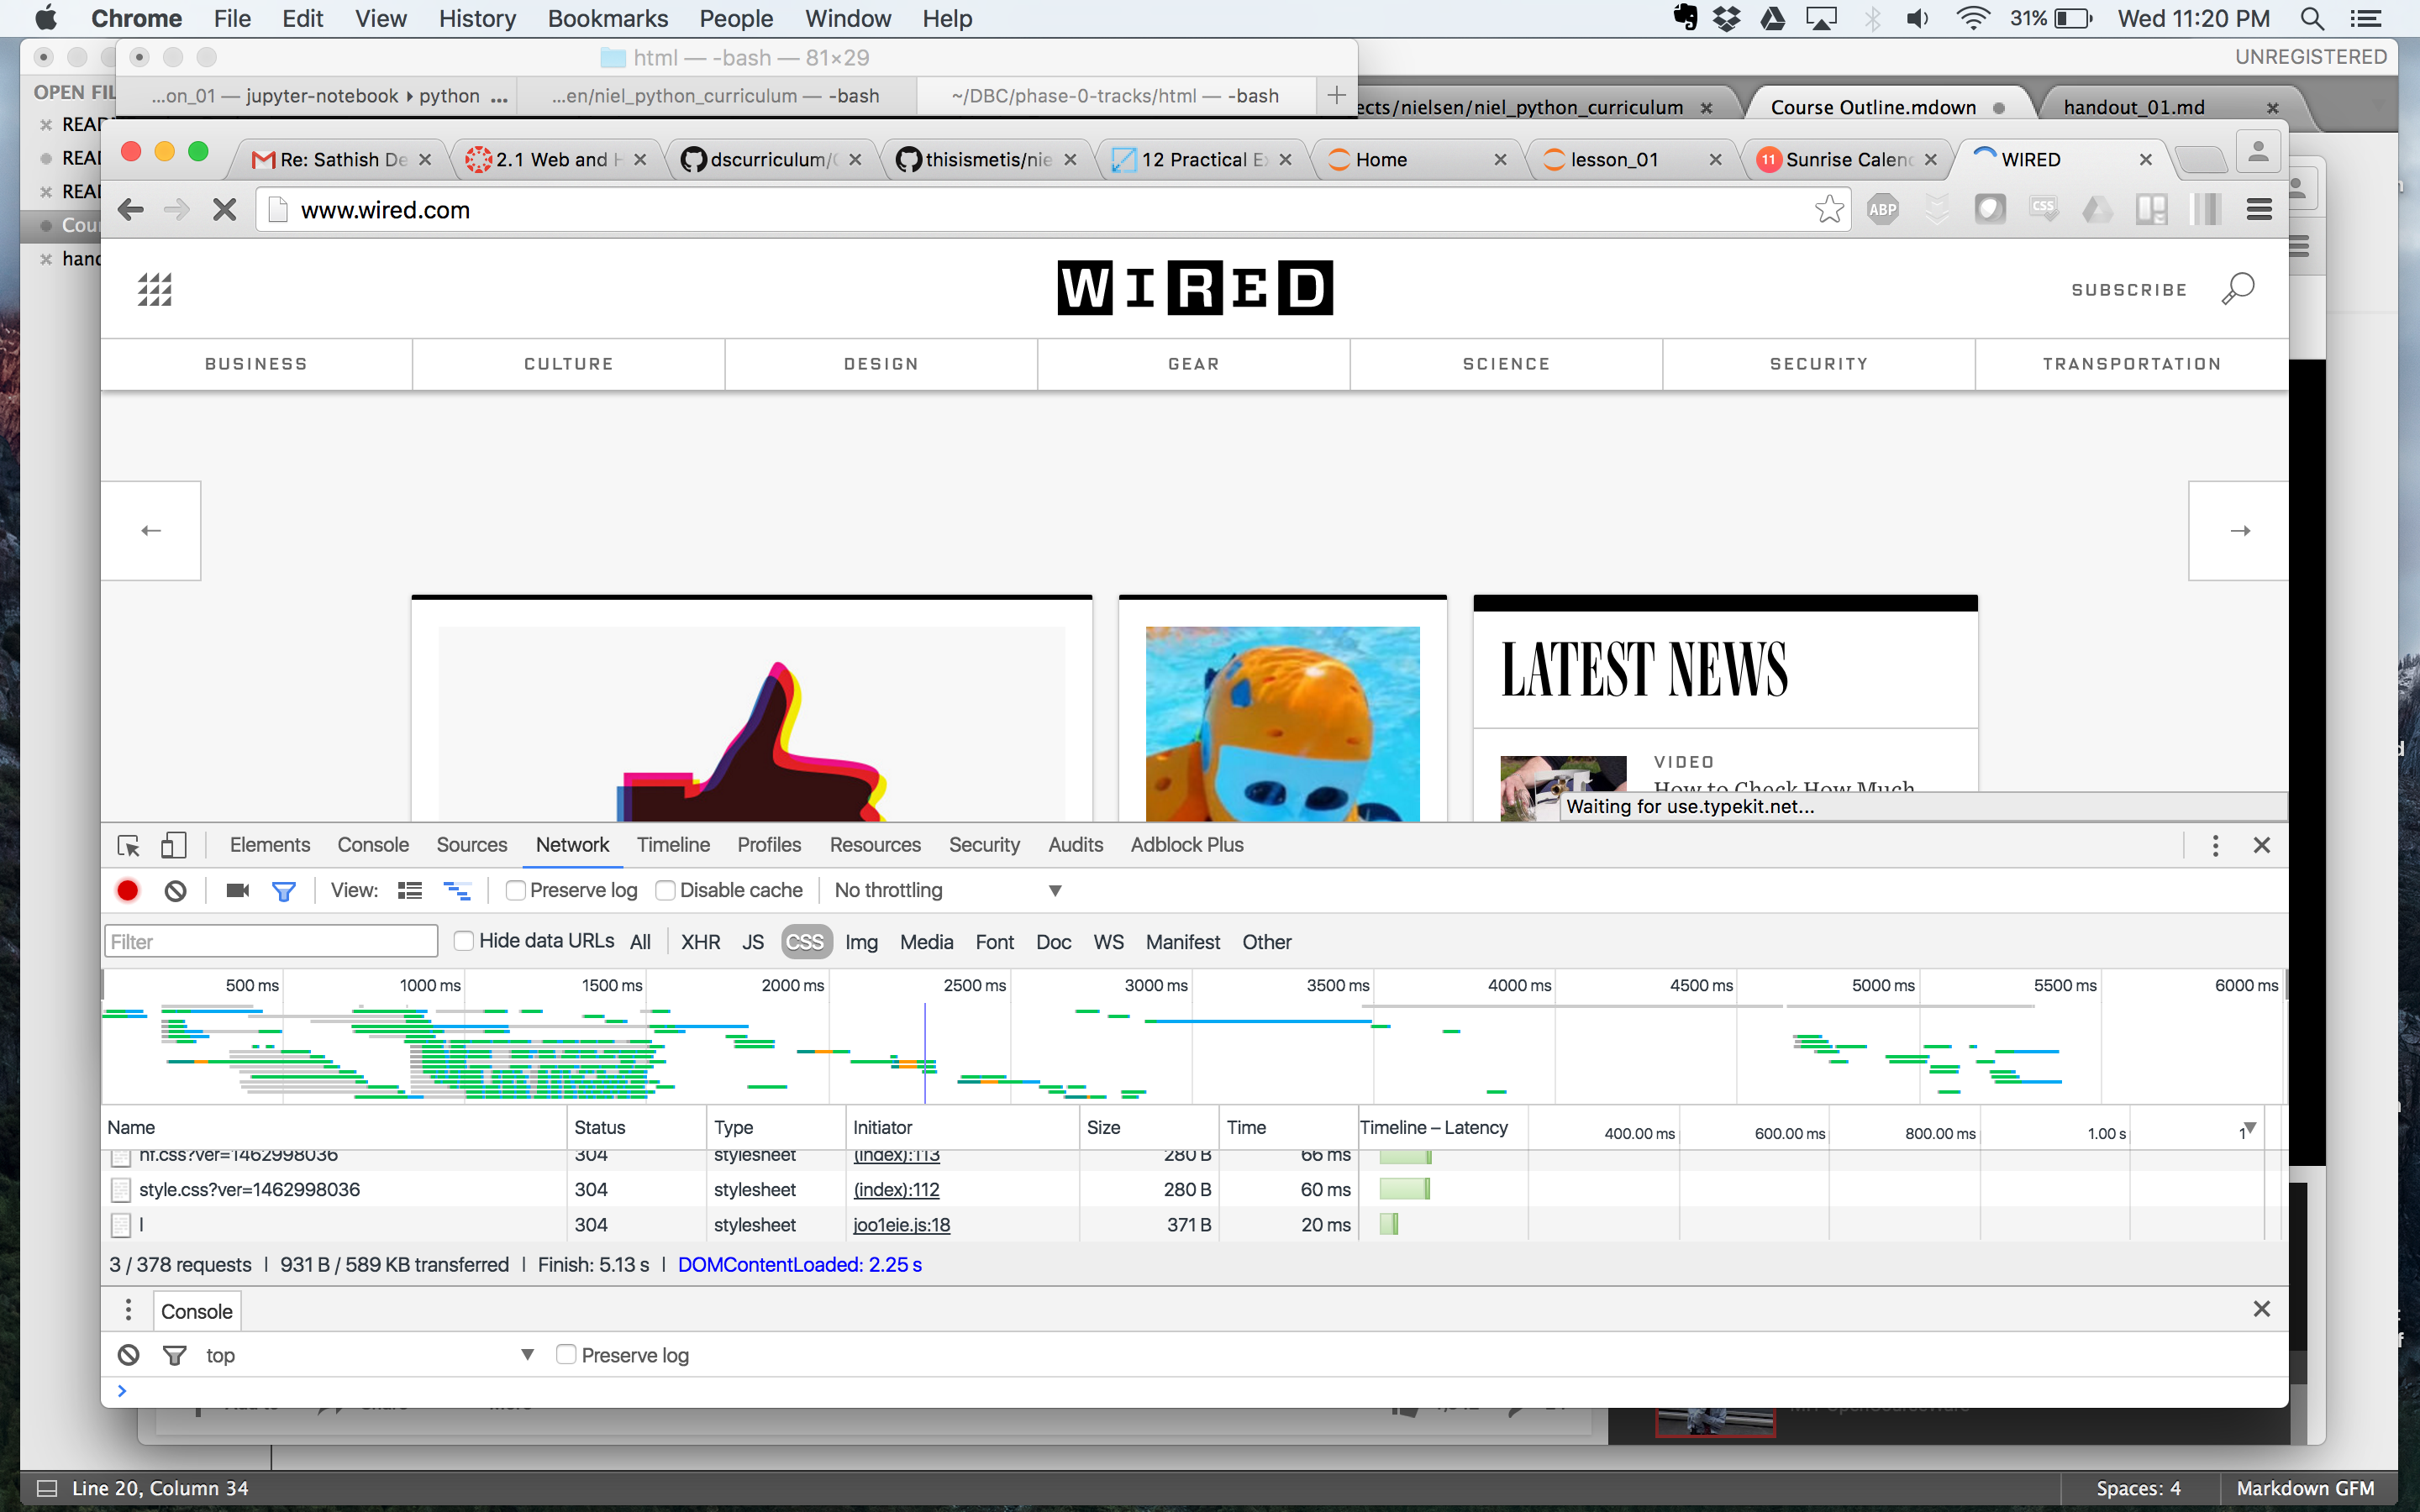 Chrome File Edit View History Bookmarks People Window Help 31% Wed 11:20 PM
html — -bash — 81×29 UNREGISTERED
OPEN FIL ...on_01 — jupyter-notebook ▸ python ... ...en/niel_python_curriculum — -bash ~/DBC/phase-0-tracks/html — -bash +
ects/nielsen/niel_python_curriculum × Course Outline.mdown handout_01.md ×
READ
READ
READ
Cou
hand
Re: Sathish De × 2.1 Web and H × dscurriculum/ × thisismetis/nie × 12 Practical Ex × Home × lesson_01 × 11 Sunrise Calend × WIRED ×
www.wired.com ABP CSS
WIRED
SUBSCRIBE
BUSINESS CULTURE DESIGN GEAR SCIENCE SECURITY TRANSPORTATION
← →
LATEST NEWS
VIDEO
How to Check How Much
Waiting for use.typekit.net...
Elements Console Sources Network Timeline Profiles Resources Security Audits Adblock Plus
View: Preserve log Disable cache No throttling
Filter Hide data URLs All XHR JS CSS Img Media Font Doc WS Manifest Other
500 ms 1000 ms 1500 ms 2000 ms 2500 ms 3000 ms 3500 ms 4000 ms 4500 ms 5000 ms 5500 ms 6000 ms
Name Status Type Initiator Size Time Timeline – Latency 400.00 ms 600.00 ms 800.00 ms 1.00 s 1
nf.css?ver=1462998036 304 stylesheet (index):113 280 B 66 ms
style.css?ver=1462998036 304 stylesheet (index):112 280 B 60 ms
l 304 stylesheet joo1eie.js:18 371 B 20 ms
3 / 378 requests | 931 B / 589 KB transferred | Finish: 5.13 s | DOMContentLoaded: 2.25 s
Console
top Preserve log
>
Line 20, Column 34 Spaces: 4 Markdown GFM